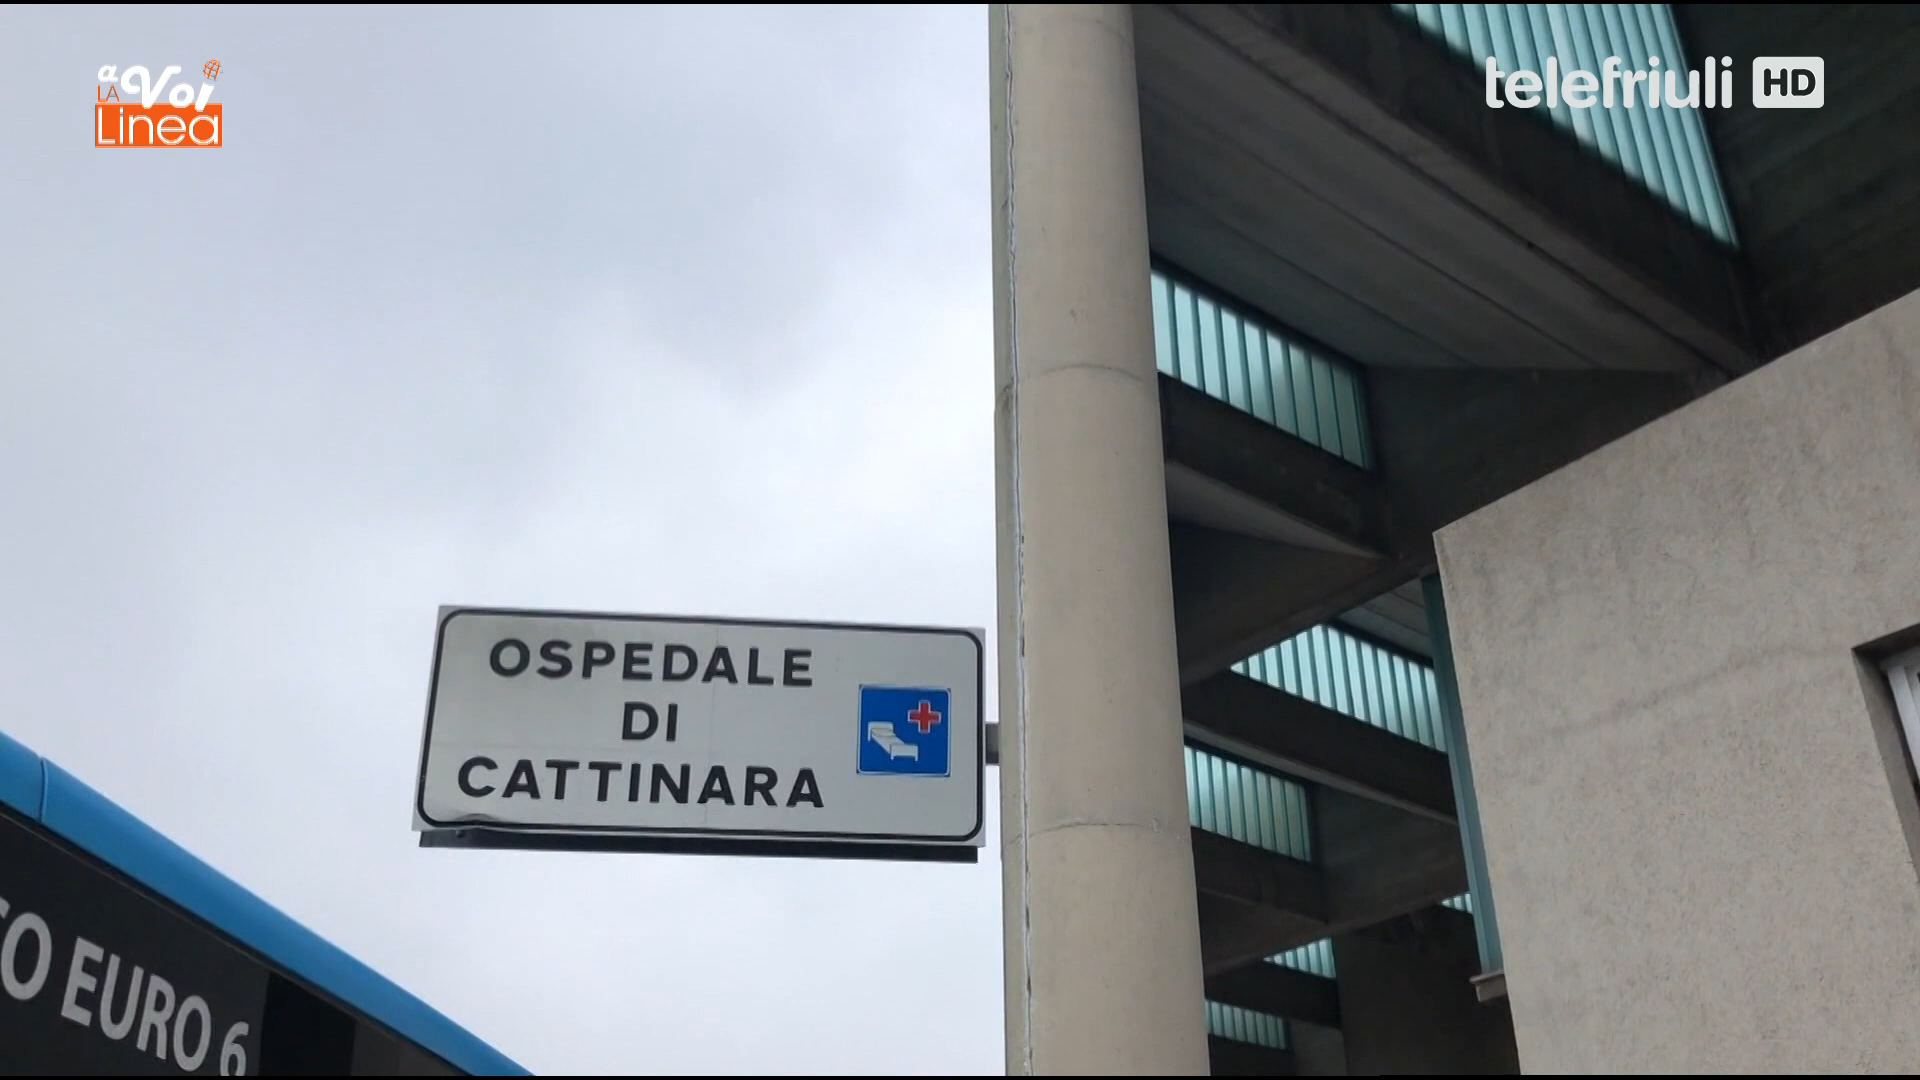 a Voi
LA
Linea
telefriuli HD
OSPEDALE
DI
CATTINARA
EURO 6